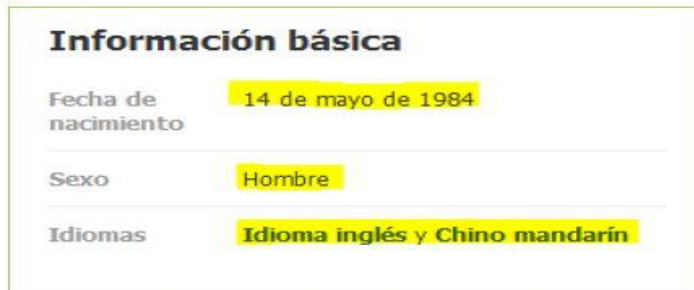 Información básica
Fecha de 14 de mayo de 1984
nacimiento
Sexo Hombre
Idiomas Idioma inglés y Chino mandarín